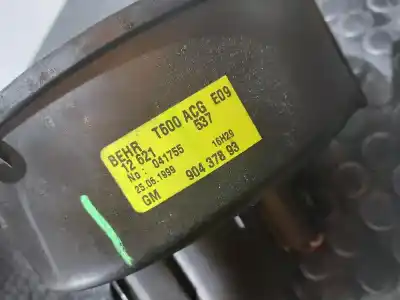 BEHR T600 ACG E09
12 621 537
No: 041755 16H29
25.06.1999
GM 904 378 93